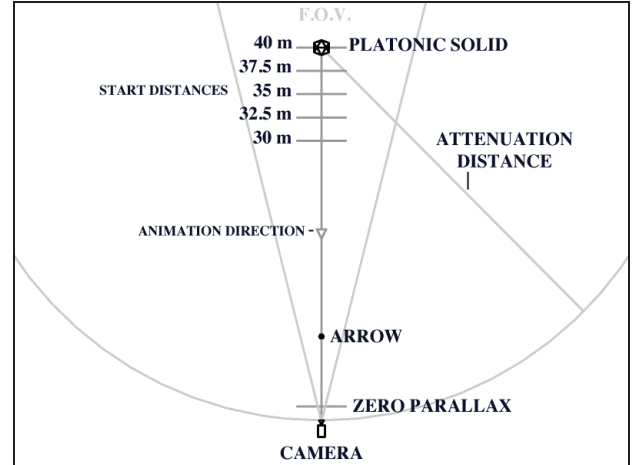 F.O.V.
40 m
PLATONIC SOLID
37.5 m
START DISTANCES
35 m
32.5 m
30 m
ATTENUATION
DISTANCE
ANIMATION DIRECTION
ARROW
ZERO PARALLAX
CAMERA